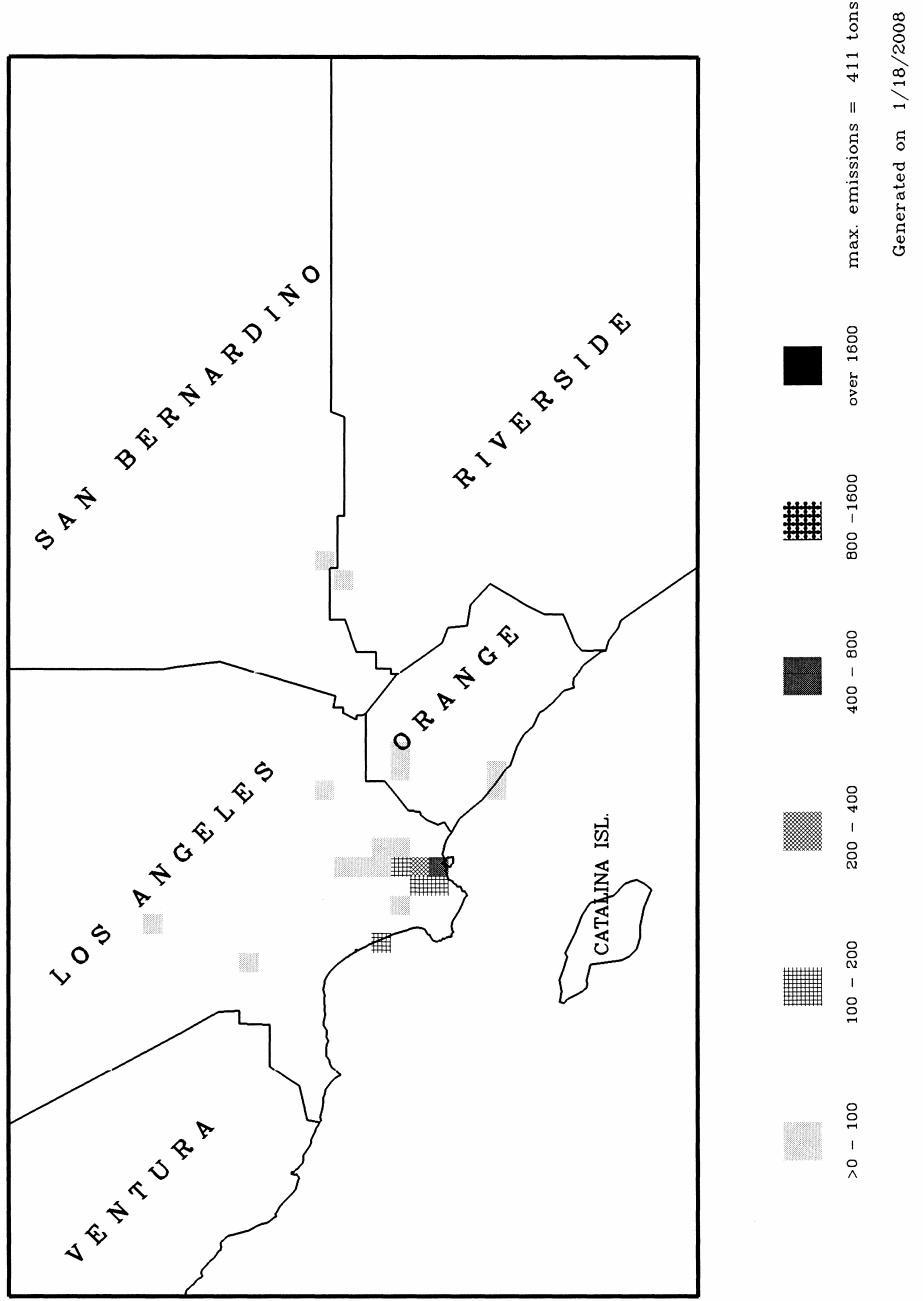 SAN BERNARDINO
LOS ANGELES
VENTURA
ORANGE
RIVERSIDE
CATALINA ISL.
>0 - 100
100 - 200
200 - 400
400 - 800
800 - 1600
over 1600
max. emissions = 411 tons
Generated on 1/18/2008